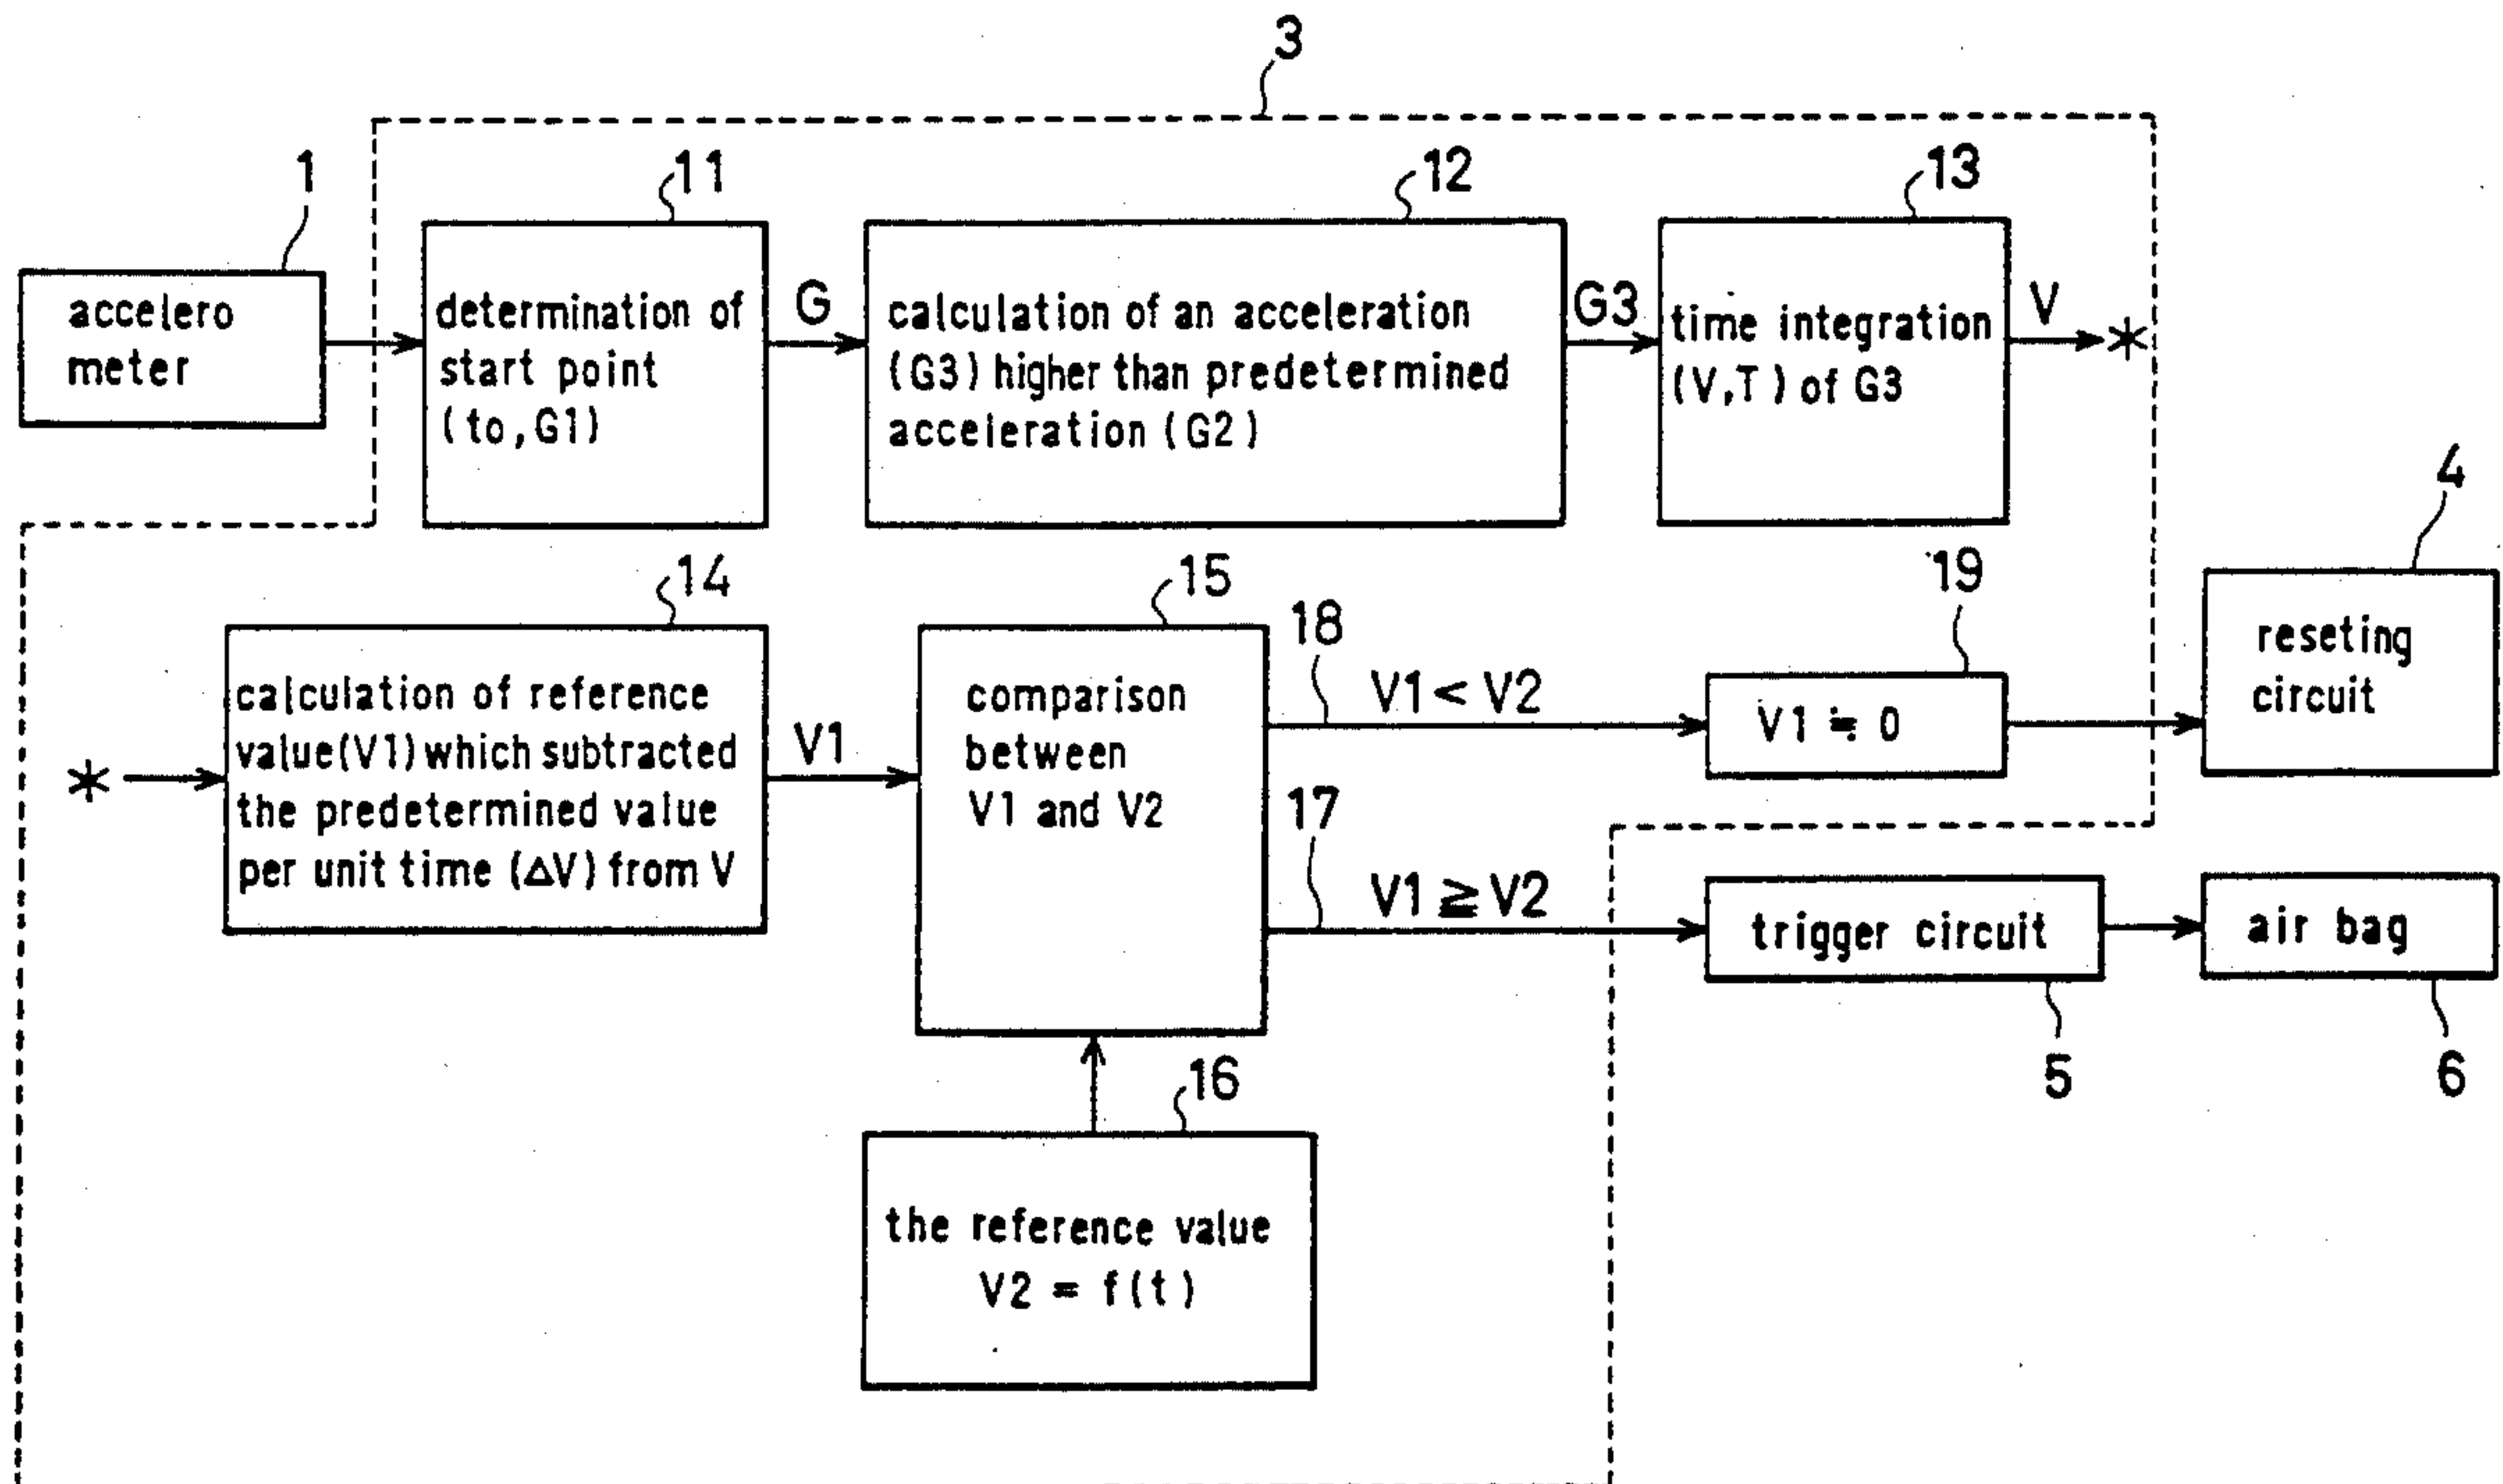 3
1
11
12
13
accelero
meter
determination of
start point
(to,G1)
G
calculation of an acceleration
(G3) higher than predetermined
acceleration (G2)
G3
time integration
(V,T) of G3
V
*
4
14
15
18
19
reseting
circuit
*
calculation of reference
value(V1) which subtracted
the predetermined value
per unit time (ΔV) from V
V1
comparison
between
V1 and V2
V1 < V2
V1 ≒ 0
17
V1 ≧ V2
trigger circuit
air bag
5
6
16
the reference value
V2 = f(t)